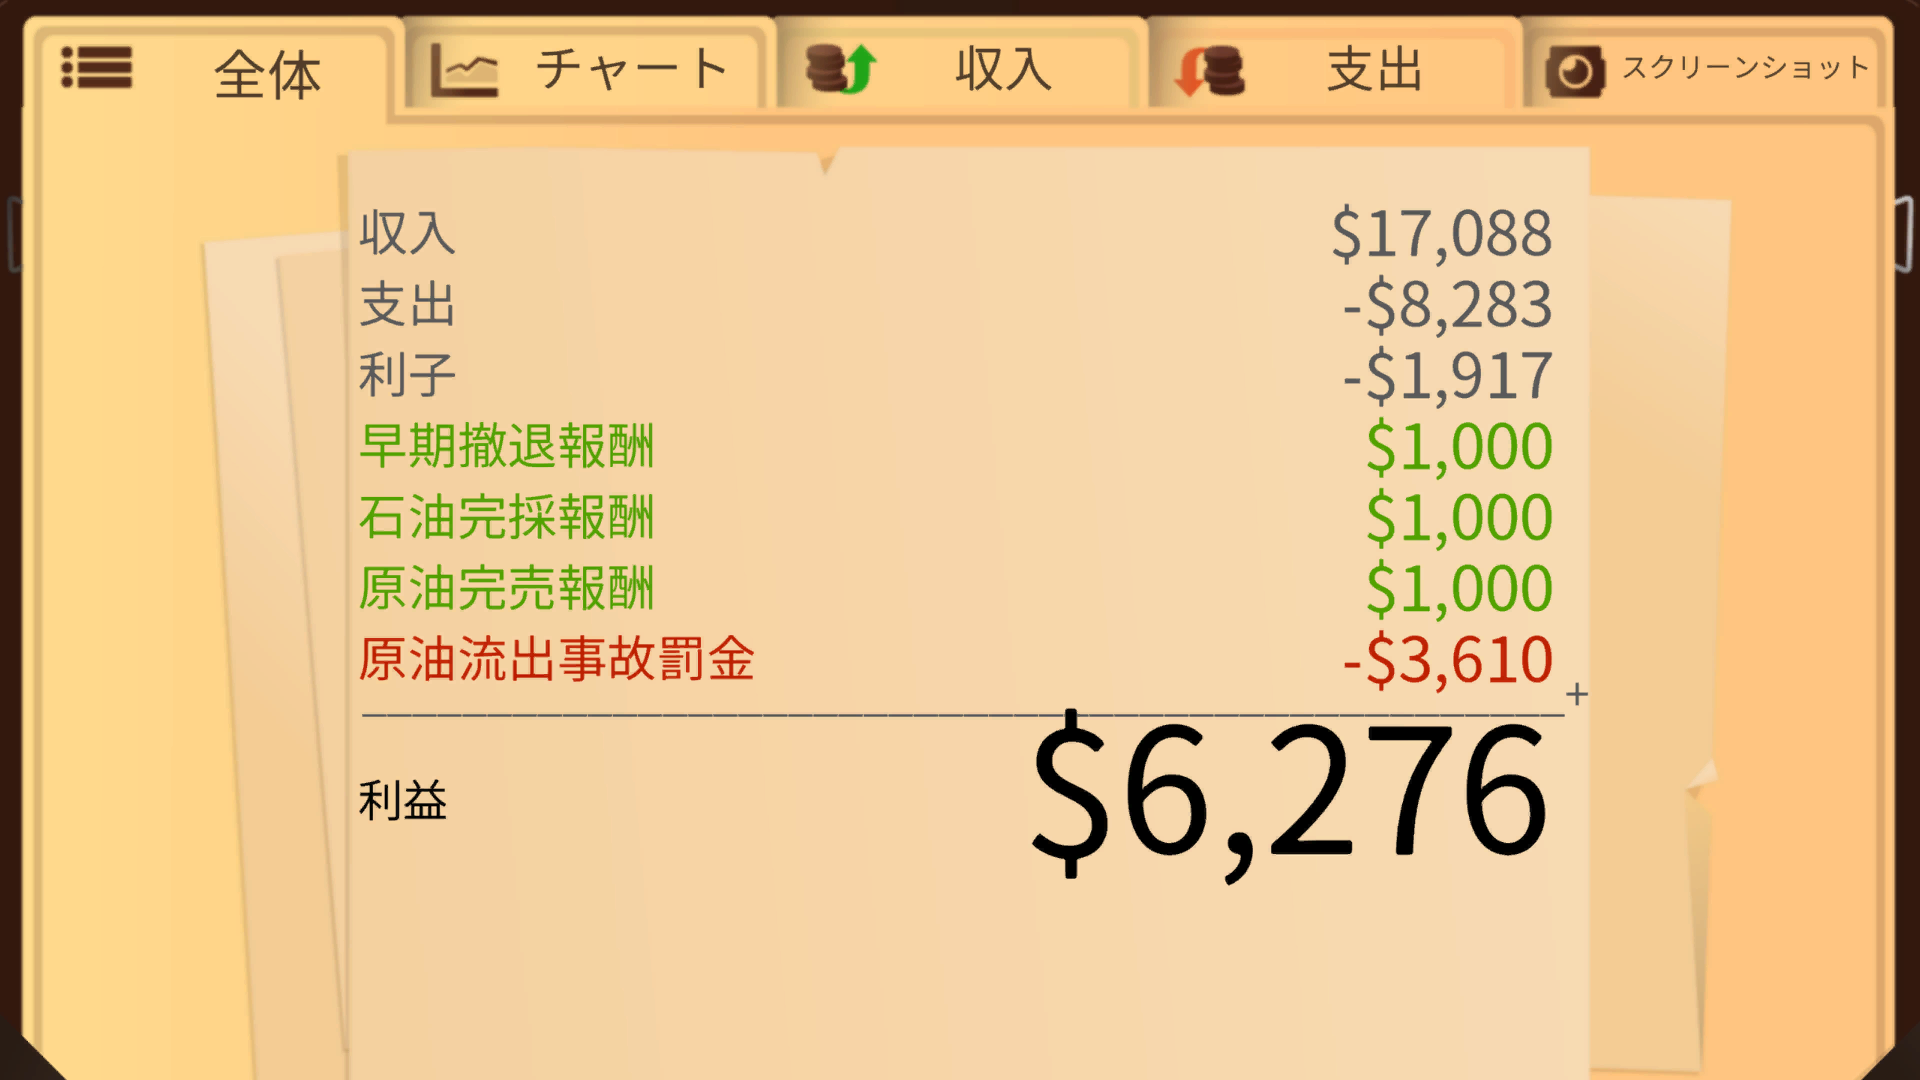 全体 チャート 収入 支出 スクリーンショット
収入 $17,088
支出 -$8,283
利子 -$1,917
早期撤退報酬 $1,000
石油完採報酬 $1,000
原油完売報酬 $1,000
原油流出事故罰金 -$3,610
+
利益 $6,276